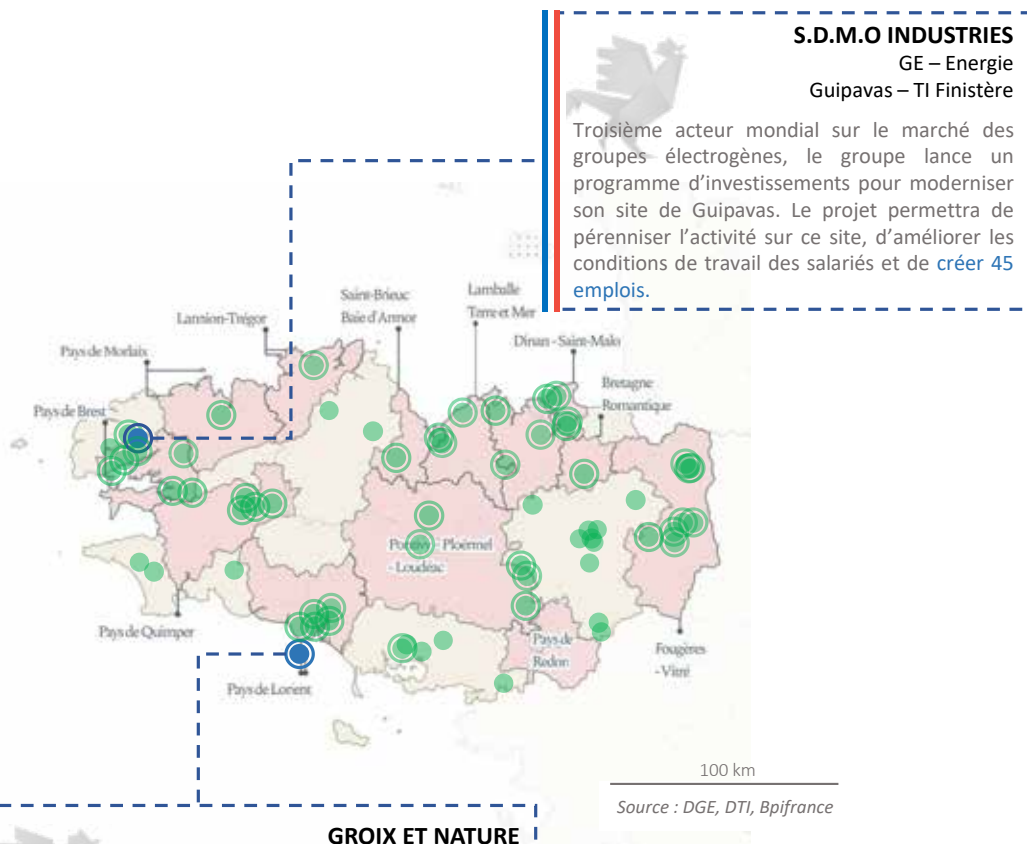 S.D.M.O INDUSTRIES
GE – Energie
Guipavas – TI Finistère
Troisième acteur mondial sur le marché des
groupes électrogènes, le groupe lance un
programme d’investissements pour moderniser
son site de Guipavas. Le projet permettra de
pérenniser l’activité sur ce site, d’améliorer les
conditions de travail des salariés et de créer 45
emplois.
Saint-Brieuc
Baie d'Armor
Lamballe
Terre et Mer
Lannion-Trégor
Dinan - Saint-Malo
Pays de Morlaix
Bretagne
Romantique
Pays de Brest
Pontivy - Ploërmel
- Loudéac
Pays de Quimper
Pays de
Redon
Fougères
- Vitré
Pays de Lorient
100 km
Source : DGE, DTI, Bpifrance
GROIX ET NATURE